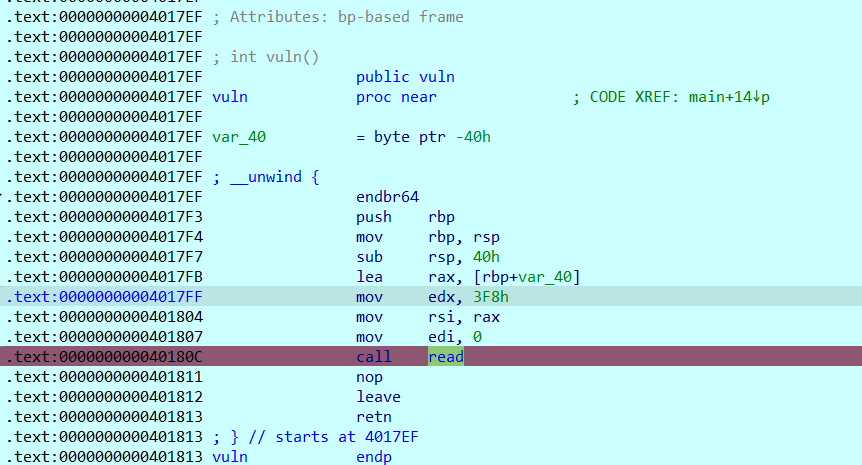 .text:00000000004017EF ; Attributes: bp-based frame
.text:00000000004017EF
.text:00000000004017EF ; int vuln()
.text:00000000004017EF public vuln
.text:00000000004017EF vuln proc near ; CODE XREF: main+14↓p
.text:00000000004017EF
.text:00000000004017EF var_40 = byte ptr -40h
.text:00000000004017EF
.text:00000000004017EF ; __unwind {
.text:00000000004017EF endbr64
.text:00000000004017F3 push rbp
.text:00000000004017F4 mov rbp, rsp
.text:00000000004017F7 sub rsp, 40h
.text:00000000004017FB lea rax, [rbp+var_40]
.text:00000000004017FF mov edx, 3F8h
.text:0000000000401804 mov rsi, rax
.text:0000000000401807 mov edi, 0
.text:000000000040180C call read
.text:0000000000401811 nop
.text:0000000000401812 leave
.text:0000000000401813 retn
.text:0000000000401813 ; } // starts at 4017EF
.text:0000000000401813 vuln endp